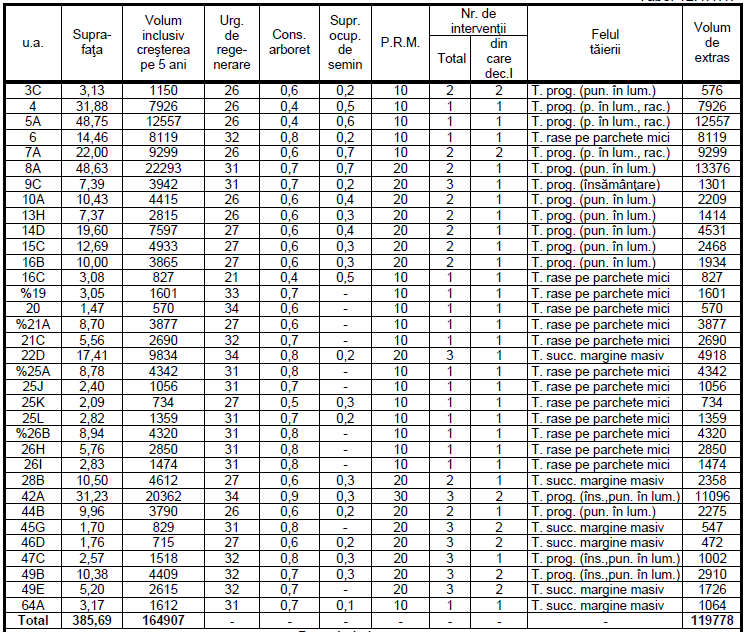 u.a. Supra-faţa Volum inclusiv creşterea pe 5 ani Urg. de rege-nerare Cons. arboret Supr. ocup. de semin P.R.M. Nr. de intervenţii Total din care dec.I Felul tăierii Volum de extras
3C 3,13 1150 26 0,6 0,2 10 2 2 T. prog. (pun. în lum.) 576
4 31,88 7926 26 0,4 0,5 10 1 1 T. prog. (p. în lum., rac.) 7926
5A 48,75 12557 26 0,4 0,6 10 1 1 T. prog. (p. în lum., rac.) 12557
6 14,46 8119 32 0,8 0,2 10 1 1 T. rase pe parchete mici 8119
7A 22,00 9299 26 0,6 0,7 10 2 2 T. prog. (p. în lum., rac.) 9299
8A 48,63 22293 31 0,7 0,7 20 2 1 T. prog. (pun. în lum.) 13376
9C 7,39 3942 31 0,7 0,2 20 3 1 T. prog. (însămânţare) 1301
10A 10,43 4415 26 0,6 0,4 20 2 1 T. prog. (pun. în lum.) 2209
13H 7,37 2815 26 0,6 0,3 20 2 1 T. prog. (pun. în lum.) 1414
14D 19,60 7597 27 0,6 0,4 20 2 1 T. prog. (pun. în lum.) 4531
15C 12,69 4933 27 0,6 0,3 20 2 1 T. prog. (pun. în lum.) 2468
16B 10,00 3865 27 0,6 0,3 20 2 1 T. prog. (pun. în lum.) 1934
16C 3,08 827 21 0,4 0,5 10 1 1 T. rase pe parchete mici 827
%19 3,05 1601 33 0,7 - 10 1 1 T. rase pe parchete mici 1601
20 1,47 570 34 0,6 - 10 1 1 T. rase pe parchete mici 570
%21A 8,70 3877 27 0,6 - 10 1 1 T. rase pe parchete mici 3877
21C 5,56 2690 32 0,7 - 10 1 1 T. rase pe parchete mici 2690
22D 17,41 9834 34 0,8 0,2 20 3 1 T. succ. margine masiv 4918
%25A 8,78 4342 31 0,8 - 10 1 1 T. rase pe parchete mici 4342
25J 2,40 1056 31 0,7 - 10 1 1 T. rase pe parchete mici 1056
25K 2,09 734 27 0,5 0,3 10 1 1 T. rase pe parchete mici 734
25L 2,82 1359 31 0,7 0,2 10 1 1 T. rase pe parchete mici 1359
%26B 8,94 4320 31 0,8 - 10 1 1 T. rase pe parchete mici 4320
26H 5,76 2850 31 0,8 - 10 1 1 T. rase pe parchete mici 2850
26I 2,83 1474 31 0,8 - 10 1 1 T. rase pe parchete mici 1474
28B 10,50 4612 27 0,6 0,3 20 2 1 T. succ. margine masiv 2358
42A 31,23 20362 34 0,9 0,3 30 3 2 T. prog. (îns.,pun. în lum.) 11096
44B 9,96 3790 26 0,6 0,2 20 2 1 T. prog. (pun. în lum.) 2275
45G 1,70 829 31 0,8 - 20 3 2 T. succ. margine masiv 547
46D 1,76 715 27 0,6 0,2 20 3 2 T. succ. margine masiv 472
47C 2,57 1518 32 0,8 0,3 20 3 1 T. prog. (îns.,pun. în lum.) 1002
49B 10,38 4409 32 0,7 0,3 20 3 2 T. prog. (îns.,pun. în lum.) 2910
49E 5,20 2615 32 0,7 - 20 3 2 T. succ. margine masiv 1726
64A 3,17 1612 31 0,7 0,1 10 1 1 T. succ. margine masiv 1064
Total 385,69 164907 - - - - - - - 119778